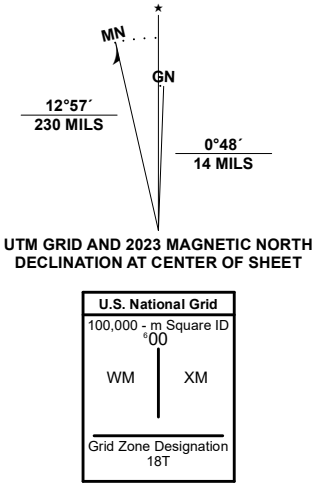 ★
MN
GN
12°57´
230 MILS
0°48´
14 MILS
UTM GRID AND 2023 MAGNETIC NORTH
DECLINATION AT CENTER OF SHEET
U.S. National Grid
100,000 - m Square ID
⁶00
WM XM
Grid Zone Designation
18T